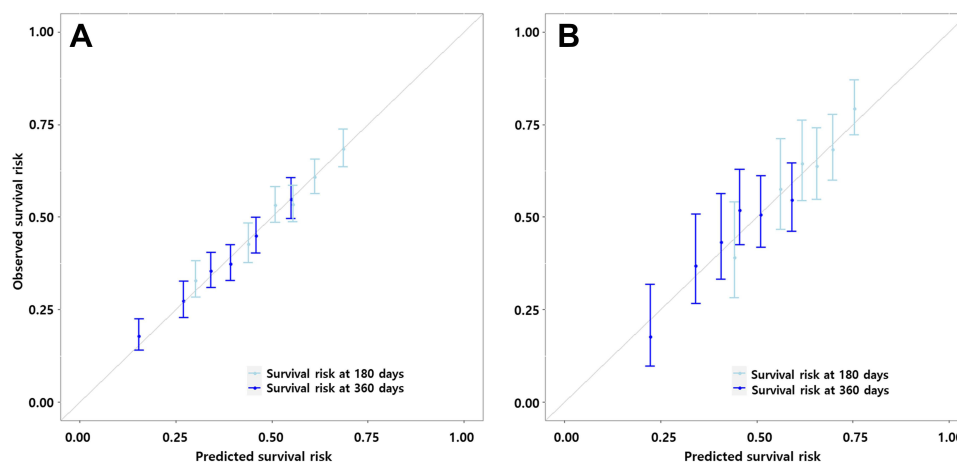 A
B
Observed survival risk
1.00
0.75
0.50
0.25
0.00
Survival risk at 180 days
Survival risk at 360 days
0.00 0.25 0.50 0.75 1.00
Predicted survival risk
1.00
0.75
0.50
0.25
0.00
Survival risk at 180 days
Survival risk at 360 days
0.00 0.25 0.50 0.75 1.00
Predicted survival risk